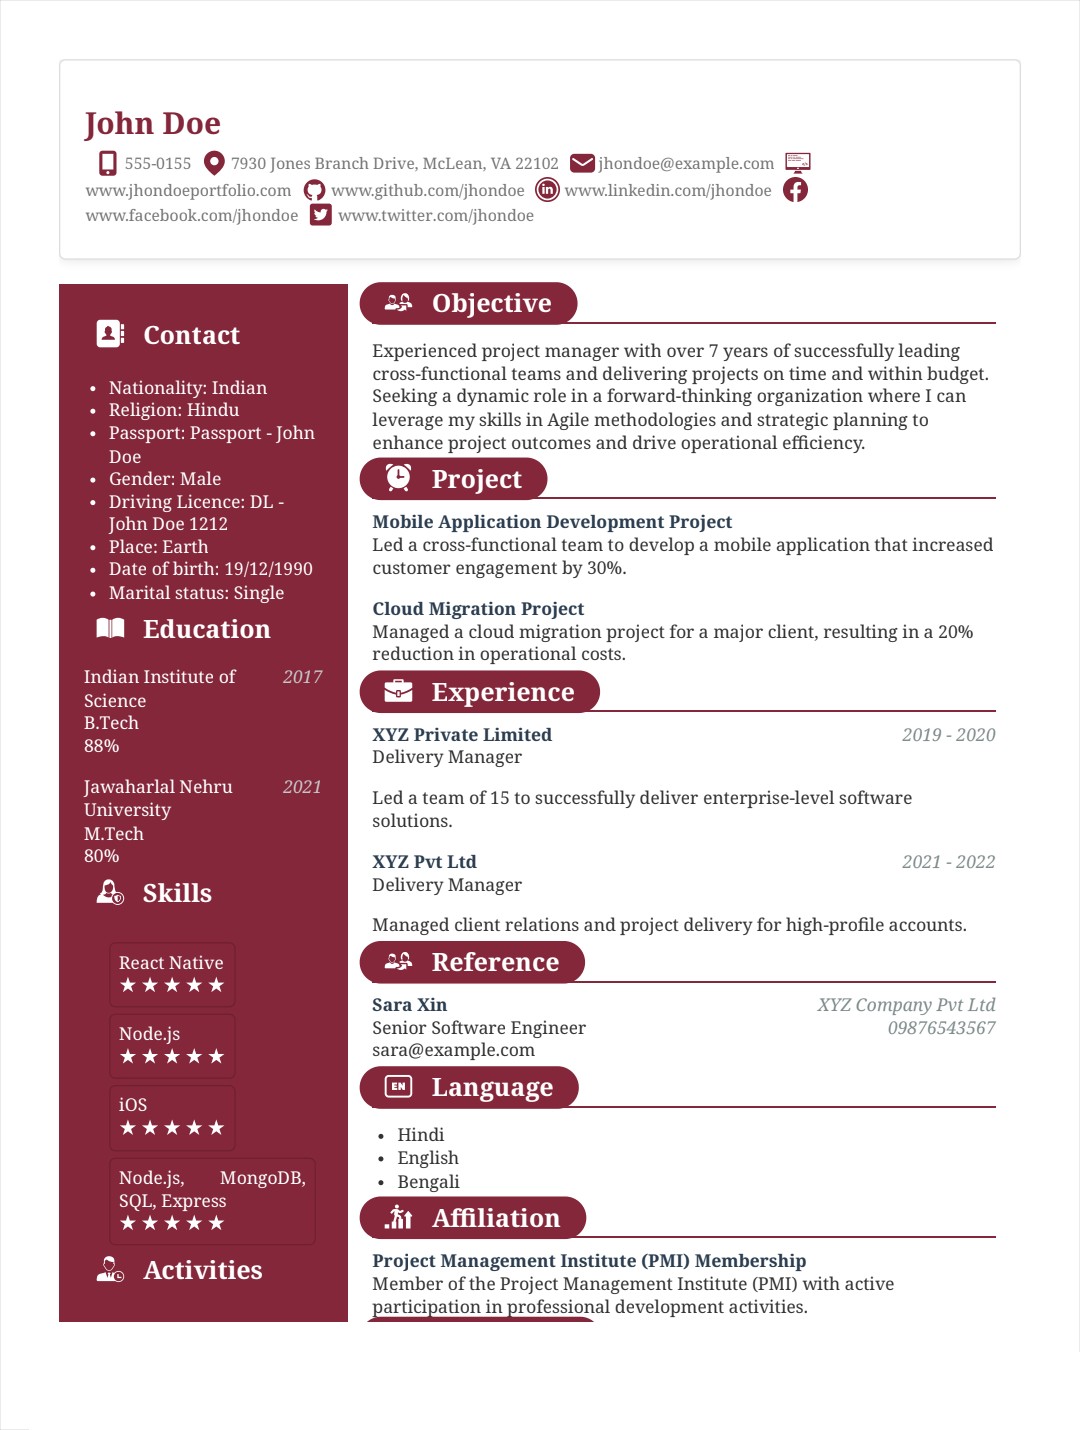 John Doe
555-0155 7930 Jones Branch Drive, McLean, VA 22102 jhondoe@example.com
www.jhondoeportfolio.com www.github.com/jhondoe www.linkedin.com/jhondoe
www.facebook.com/jhondoe www.twitter.com/jhondoe
Contact
• Nationality: Indian
• Religion: Hindu
• Passport: Passport - John
Doe
• Gender: Male
• Driving Licence: DL -
John Doe 1212
• Place: Earth
• Date of birth: 19/12/1990
• Marital status: Single
Education
Indian Institute of 2017
Science
B.Tech
88%
Jawaharlal Nehru 2021
University
M.Tech
80%
Skills
React Native
★★★★★
Node.js
★★★★★
iOS
★★★★★
Node.js, MongoDB,
SQL, Express
★★★★★
Activities
Objective
Experienced project manager with over 7 years of successfully leading
cross-functional teams and delivering projects on time and within budget.
Seeking a dynamic role in a forward-thinking organization where I can
leverage my skills in Agile methodologies and strategic planning to
enhance project outcomes and drive operational efficiency.
Project
Mobile Application Development Project
Led a cross-functional team to develop a mobile application that increased
customer engagement by 30%.
Cloud Migration Project
Managed a cloud migration project for a major client, resulting in a 20%
reduction in operational costs.
Experience
XYZ Private Limited 2019 - 2020
Delivery Manager
Led a team of 15 to successfully deliver enterprise-level software
solutions.
XYZ Pvt Ltd 2021 - 2022
Delivery Manager
Managed client relations and project delivery for high-profile accounts.
Reference
Sara Xin XYZ Company Pvt Ltd
Senior Software Engineer 09876543567
sara@example.com
EN Language
• Hindi
• English
• Bengali
Affiliation
Project Management Institute (PMI) Membership
Member of the Project Management Institute (PMI) with active
participation in professional development activities.